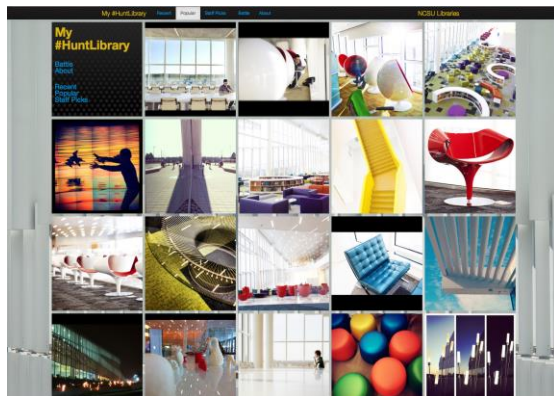 My #HuntLibrary Recent Popular Staff Picks Battle About NCSU Libraries
My
#HuntLibrary
Battle
About
Recent
Popular
Staff Picks